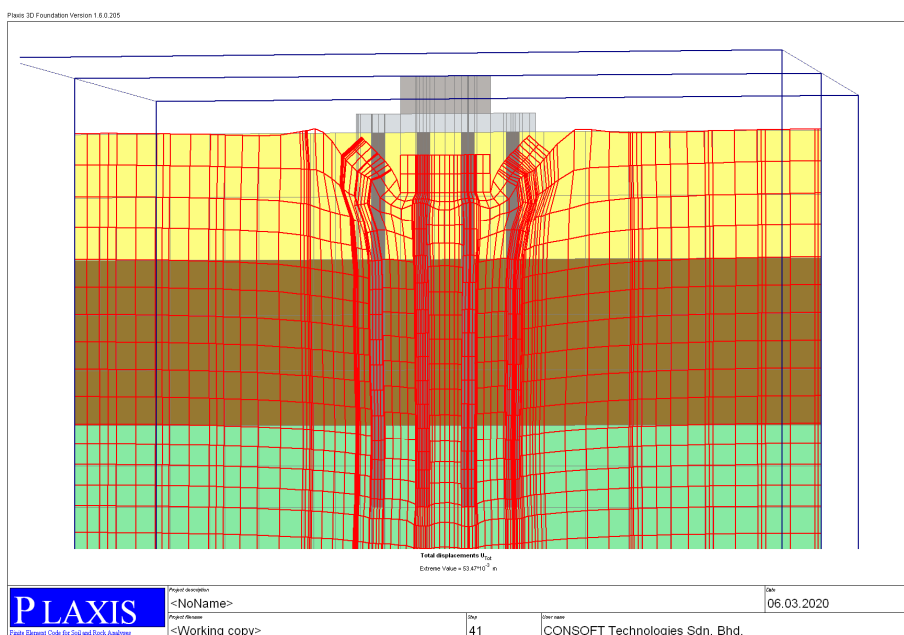 Plaxis 3D Foundation Version 1.6.0.205
Total displacements U_Tot
Extreme Value = 53.47*10^-3 m
PLAXIS
Finite Element Code for Soil and Rock Analyses
Project description
<NoName>
Date
06.03.2020
Project filename
<Working copy>
Step
41
User name
CONSOFT Technologies Sdn. Bhd.